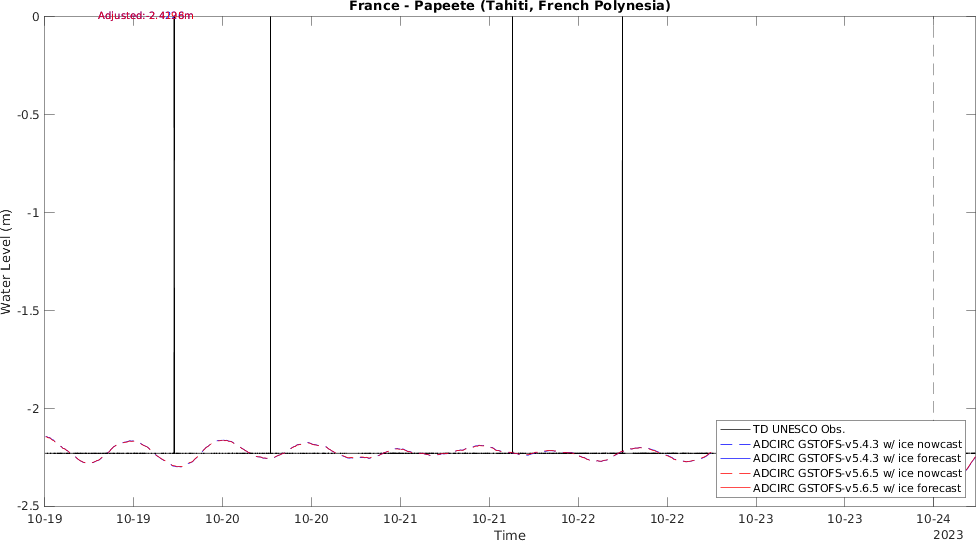 France - Papeete (Tahiti, French Polynesia)
Adjusted:
0
-0.5
-1
-1.5
-2
-2.5
Water Level (m)
TD UNESCO Obs.
ADCIRC GSTOFS-v5.4.3 w/ ice nowcast
ADCIRC GSTOFS-v5.4.3 w/ ice forecast
ADCIRC GSTOFS-v5.6.5 w/ ice nowcast
ADCIRC GSTOFS-v5.6.5 w/ ice forecast
10-19 10-19 10-20 10-20 10-21 10-21 10-22 10-22 10-23 10-23 10-24
Time
2023